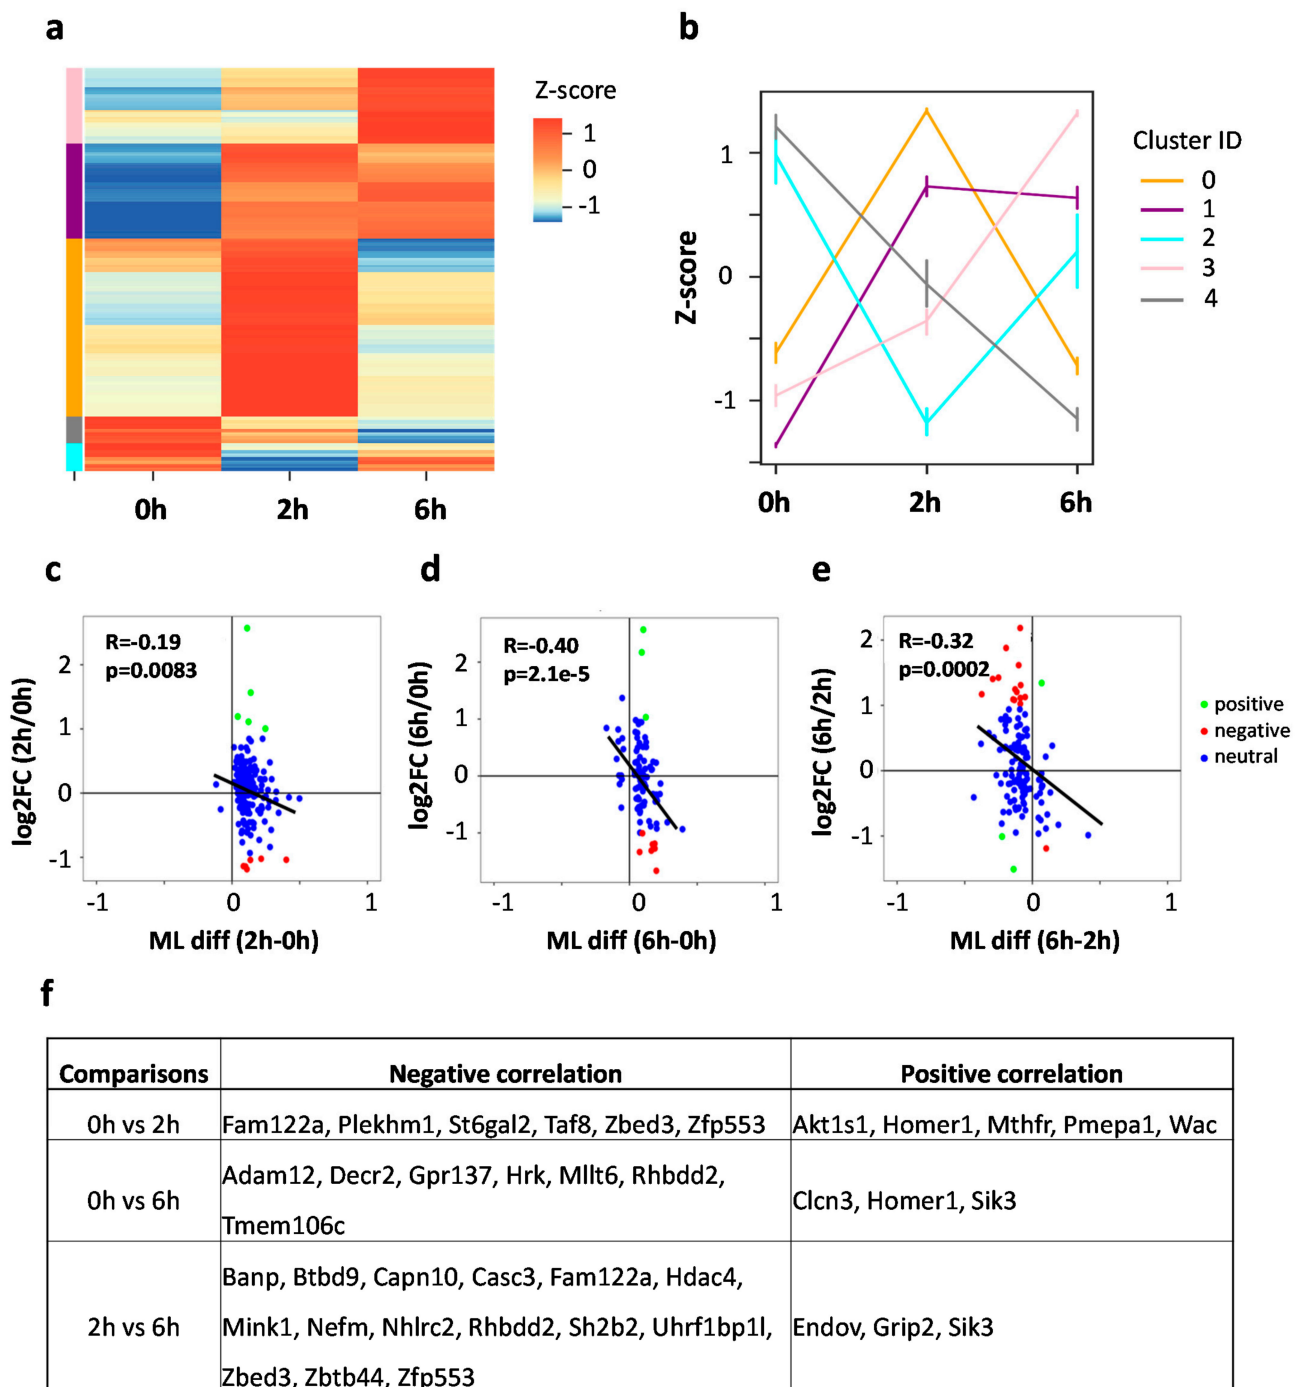 a
Z-score
1
0
-1
0h
2h
6h
b
Z-score
1
0
-1
0h
2h
6h
Cluster ID
0
1
2
3
4
c
R=-0.19
p=0.0083
log2FC (2h/0h)
2
1
0
-1
-1
0
1
ML diff (2h-0h)
d
R=-0.40
p=2.1e-5
log2FC (6h/0h)
2
1
0
-1
-1
0
1
ML diff (6h-0h)
e
R=-0.32
p=0.0002
log2FC (6h/2h)
2
1
0
-1
-1
0
1
ML diff (6h-2h)
positive
negative
neutral
f
Comparisons
Negative correlation
Positive correlation
0h vs 2h
Fam122a, Plekhm1, St6gal2, Taf8, Zbed3, Zfp553
Akt1s1, Homer1, Mthfr, Pmepa1, Wac
0h vs 6h
Adam12, Decr2, Gpr137, Hrk, Mllt6, Rhbdd2,
Tmem106c
Clcn3, Homer1, Sik3
2h vs 6h
Banp, Btbd9, Capn10, Casc3, Fam122a, Hdac4,
Mink1, Nefm, Nhlrc2, Rhbdd2, Sh2b2, Uhrf1bp1l,
Zbed3, Zbtb44, Zfp553
Endov, Grip2, Sik3